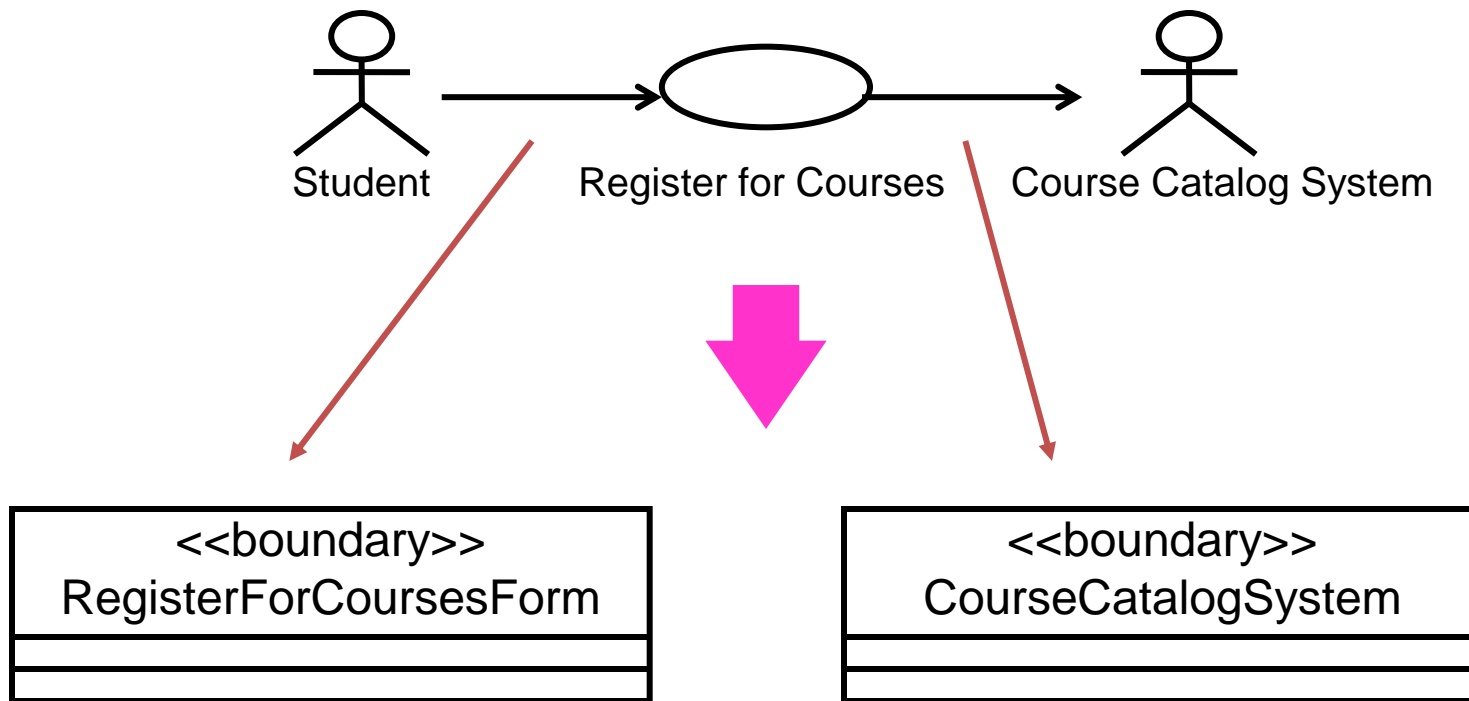 Student
Register for Courses
Course Catalog System
<<boundary>>
RegisterForCoursesForm
<<boundary>>
CourseCatalogSystem